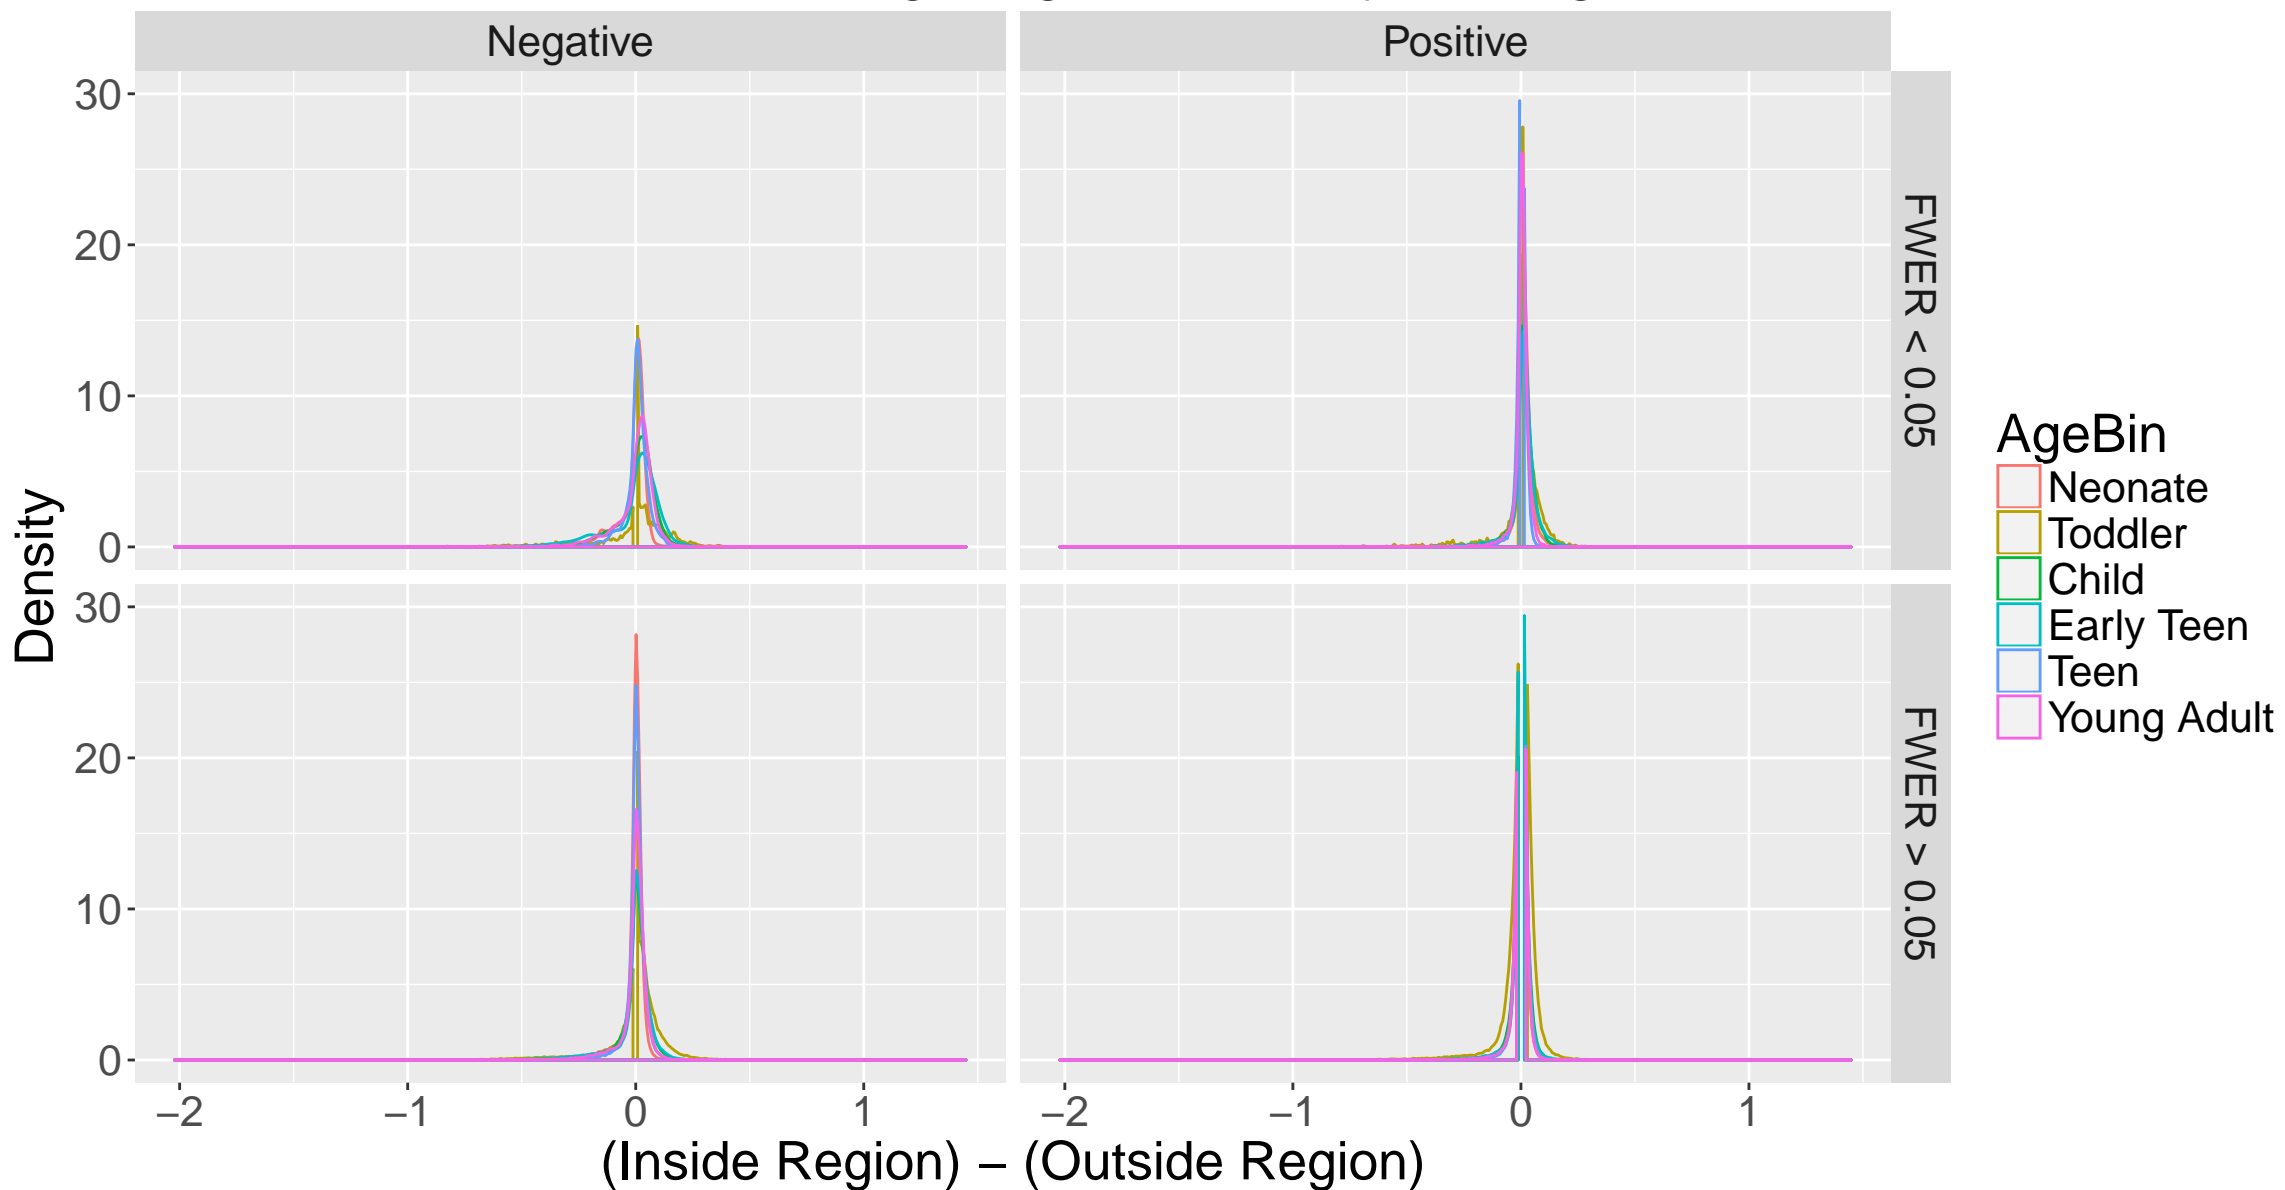 Negative
Positive
30
20
10
0
FWER < 0.05
30
20
10
0
FWER > 0.05
Density
−2
−1
0
1
−2
−1
0
1
(Inside Region) − (Outside Region)
AgeBin
Neonate
Toddler
Child
Early Teen
Teen
Young Adult